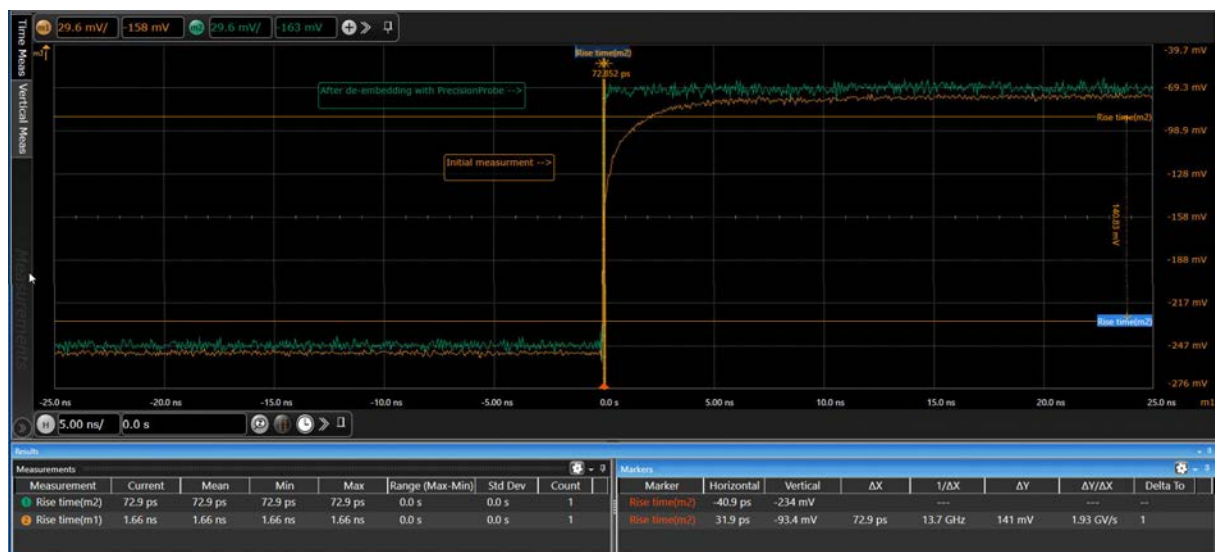 Time Meas
Vertical Meas
Measurements
m1 29.6 mV/ -158 mV m2 29.6 mV/ -163 mV
Rise time(m2)
72.852 ps
After de-embedding with PrecisionProbe -->
Initial measurment -->
Rise time(m2)
140.83 mV
Rise time(m2)
-39.7 mV
-69.3 mV
-98.9 mV
-128 mV
-158 mV
-188 mV
-217 mV
-247 mV
-276 mV
-25.0 ns -20.0 ns -15.0 ns -10.0 ns -5.00 ns 0.0 s 5.00 ns 10.0 ns 15.0 ns 20.0 ns 25.0 ns m1
H 5.00 ns/ 0.0 s
Results
Measurements
Measurement Current Mean Min Max Range (Max-Min) Std Dev Count
1 Rise time(m2) 72.9 ps 72.9 ps 72.9 ps 72.9 ps 0.0 s 0.0 s 1
2 Rise time(m1) 1.66 ns 1.66 ns 1.66 ns 1.66 ns 0.0 s 0.0 s 1
Markers
Marker Horizontal Vertical ΔX 1/ΔX ΔY ΔY/ΔX Delta To
Rise time(m2) -40.9 ps -234 mV --- --- --
Rise time(m2) 31.9 ps -93.4 mV 72.9 ps 13.7 GHz 141 mV 1.93 GV/s 1